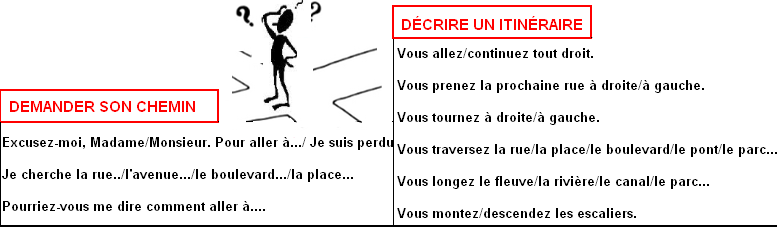 ? ?
DEMANDER SON CHEMIN
Excusez-moi, Madame/Monsieur. Pour aller à.../ Je suis perdu
Je cherche la rue../l'avenue.../le boulevard.../la place...
Pourriez-vous me dire comment aller à....
DÉCRIRE UN ITINÉRAIRE
Vous allez/continuez tout droit.
Vous prenez la prochaine rue à droite/à gauche.
Vous tournez à droite/à gauche.
Vous traversez la rue/la place/le boulevard/le pont/le parc...
Vous longez le fleuve/la rivière/le canal/le parc...
Vous montez/descendez les escaliers.